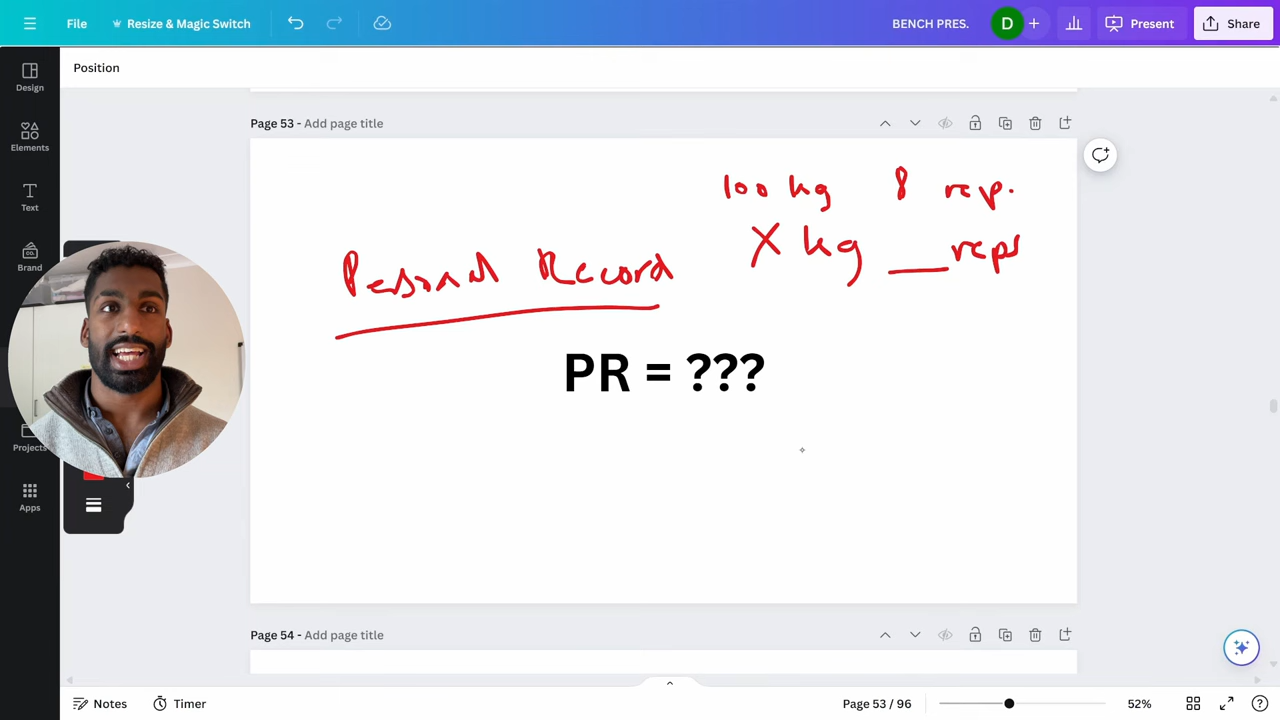 File Resize & Magic Switch BENCH PRES. D Present Share
Position
Design
Elements
Text
Brand
Projects
Apps
Page 53 - Add page title
100 kg 8 rep.
X kg __ reps
Personal Record
PR = ???
Page 54 - Add page title
Notes Timer Page 53 / 96 52%